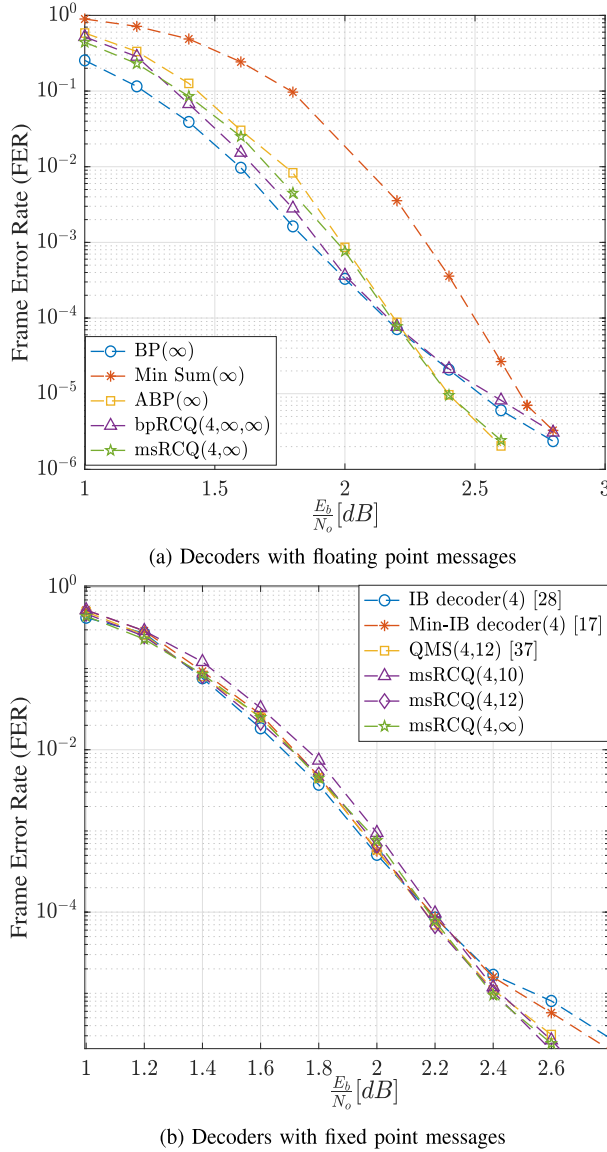 10^0
10^-1
10^-2
10^-3
10^-4
10^-5
10^-6
Frame Error Rate (FER)
BP(∞)
Min Sum(∞)
ABP(∞)
bpRCQ(4,∞,∞)
msRCQ(4,∞)
1 1.5 2 2.5 3
E_b/N_o [dB]
(a) Decoders with floating point messages
10^0
10^-2
10^-4
Frame Error Rate (FER)
IB decoder(4) [28]
Min-IB decoder(4) [17]
QMS(4,12) [37]
msRCQ(4,10)
msRCQ(4,12)
msRCQ(4,∞)
1 1.2 1.4 1.6 1.8 2 2.2 2.4 2.6
E_b/N_o [dB]
(b) Decoders with fixed point messages